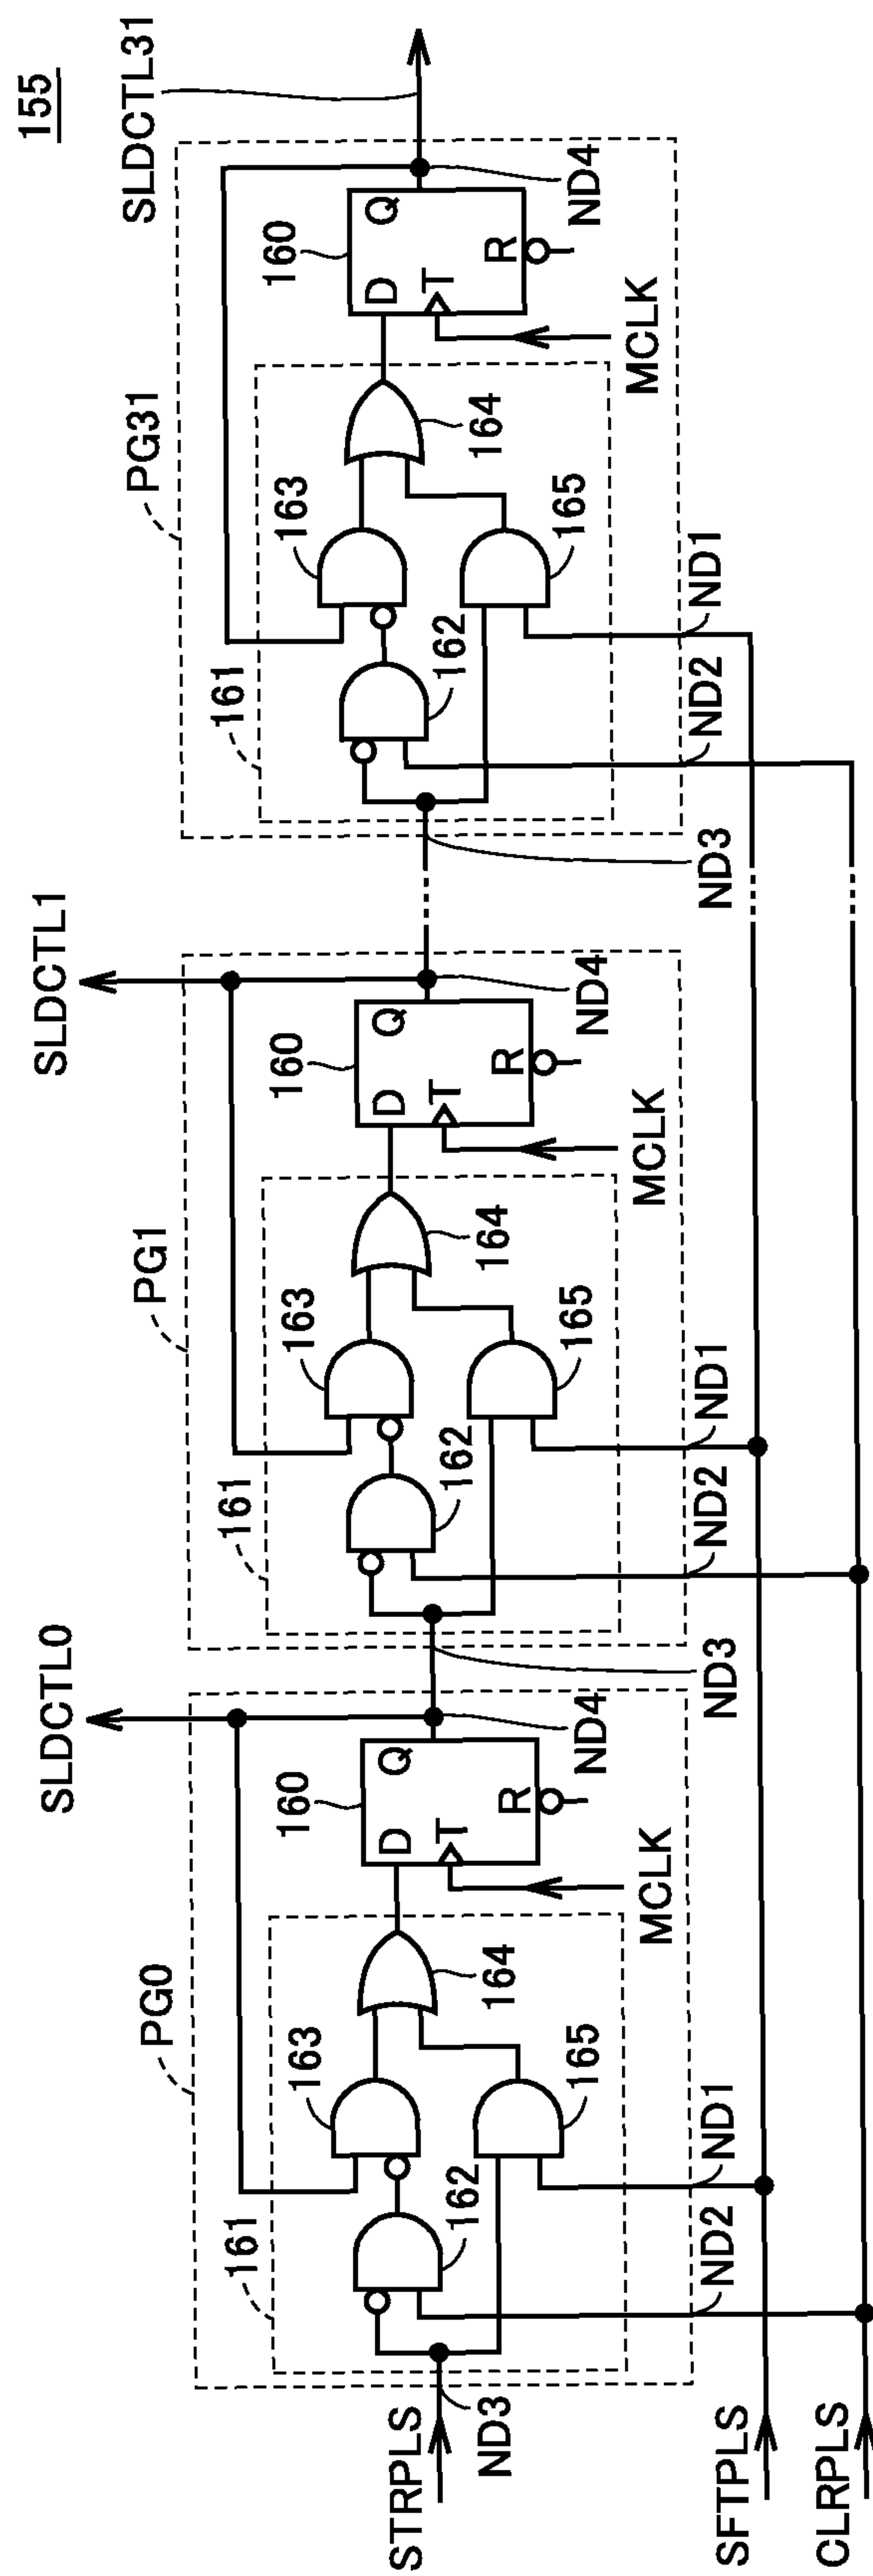 155
SLDCTL0
SLDCTL1
SLDCTL31
PG0
PG1
PG31
161
163
160
161
163
160
161
163
160
D
Q
D
Q
D
Q
T
R
T
R
T
R
162
164
162
164
162
164
165
ND4
165
ND4
165
ND4
STRPLS
ND3
MCLK
ND3
MCLK
ND3
MCLK
ND2
ND1
ND2
ND1
ND2
ND1
SFTPLS
CLRPLS